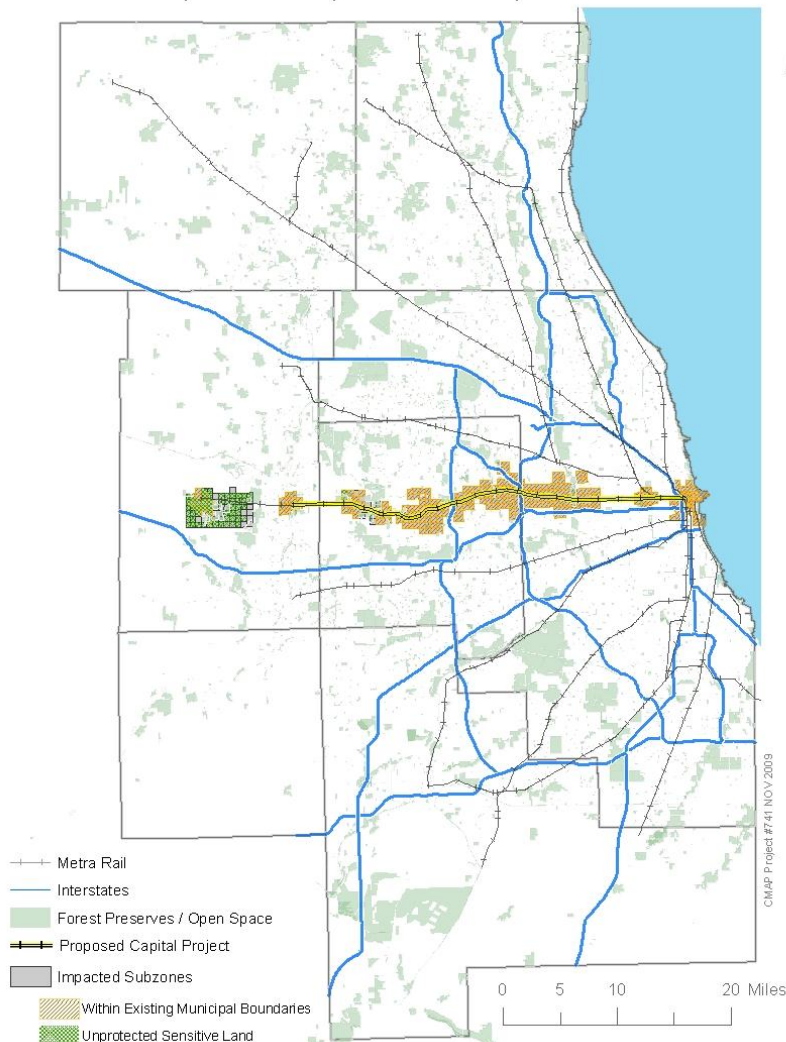 Metra Rail
Interstates
Forest Preserves / Open Space
Proposed Capital Project
Impacted Subzones
Within Existing Municipal Boundaries
Unprotected Sensitive Land
0 5 10 20 Miles
CMAP Project #741 NOV 2009